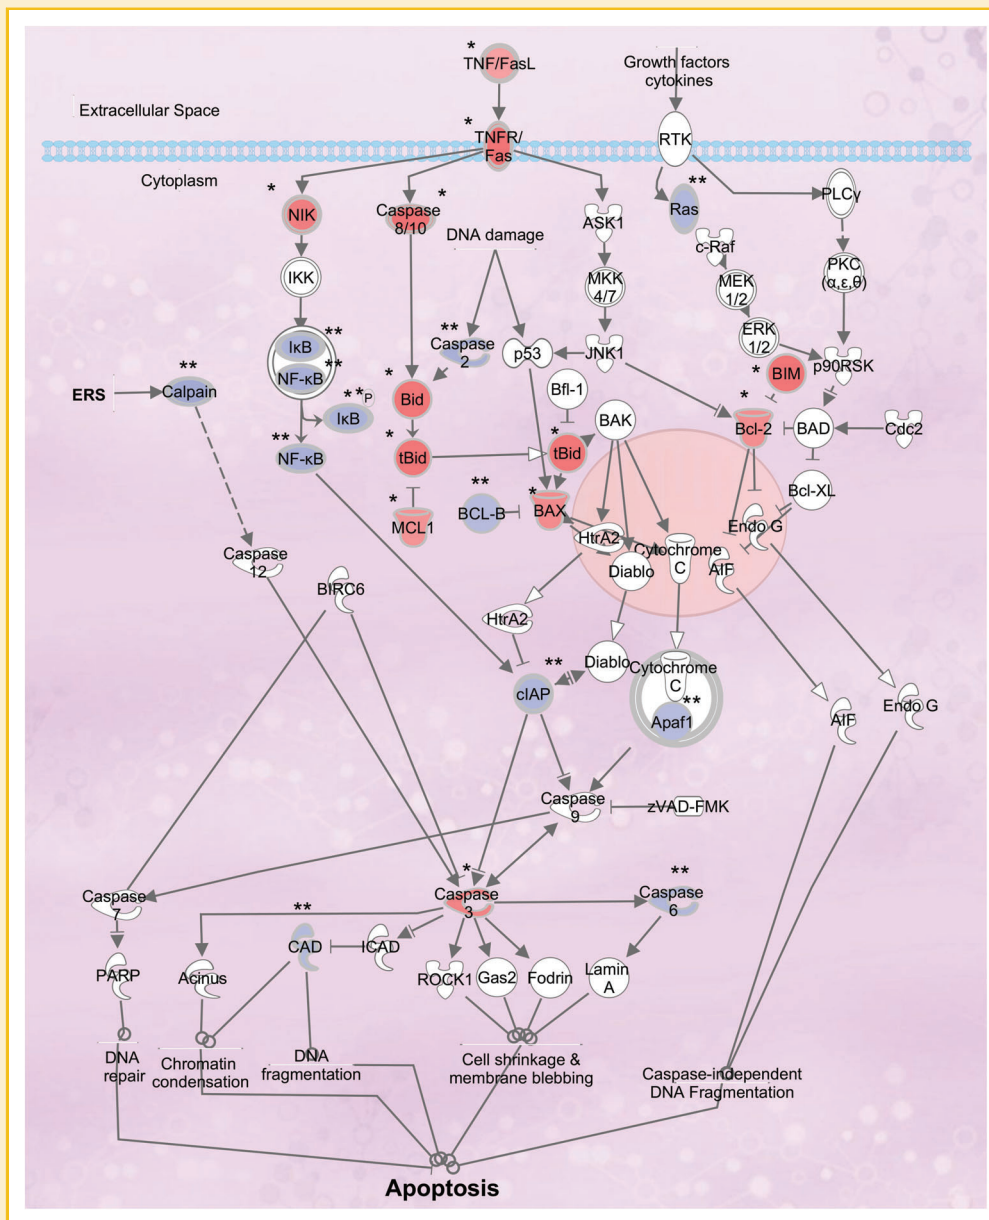 *
TNF/FasL
Growth factors
cytokines
Extracellular Space
*
TNFR/
Fas
RTK
Cytoplasm
*
NIK
Caspase
8/10
*
**
Ras
PLCγ
ASK1
DNA damage
c-Raf
IKK
MKK
4/7
MEK
1/2
PKC
(α,ε,θ)
IκB
**
NF-κB
**
**
Caspase
2
p53
JNK1
ERK
1/2
p90RSK
*
BIM
ERS
**
Calpain
**
P
IκB
*
Bid
Bfl-1
BAK
*
Bcl-2
BAD
Cdc2
**
NF-κB
*
tBid
*
tBid
*
MCL1
**
BCL-B
*
BAX
Bcl-XL
Endo G
HtrA2
Cytochrome
C
AIF
Diablo
Caspase
12
BIRC6
HtrA2
**
cIAP
Diablo
Cytochrome
C
**
Apaf1
AIF
Endo G
Caspase
9
zVAD-FMK
Caspase
7
*
Caspase
3
**
Caspase
6
**
CAD
ICAD
PARP
Acinus
ROCK1
Gas2
Fodrin
Lamin
A
DNA
repair
Chromatin
condensation
DNA
fragmentation
Cell shrinkage &
membrane blebbing
Caspase-independent
DNA Fragmentation
Apoptosis